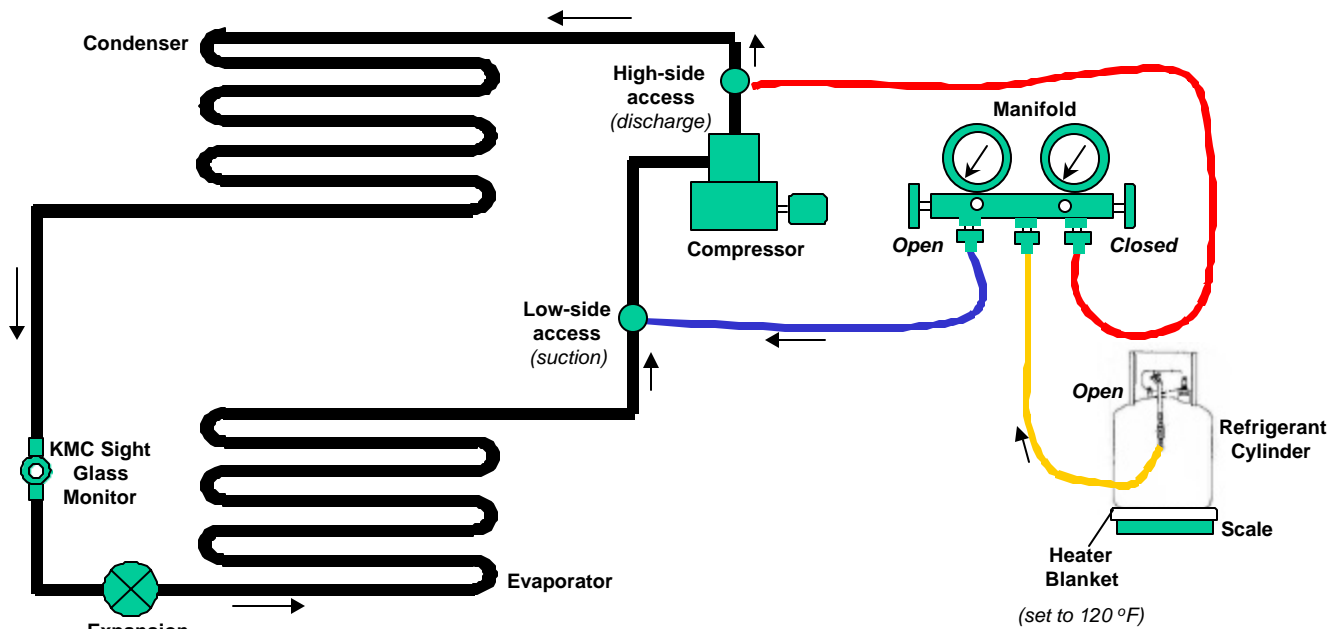 Condenser
High-side
access
(discharge)
Manifold
Compressor
Open
Closed
Low-side
access
(suction)
Open
Refrigerant
Cylinder
KMC Sight
Glass
Monitor
Scale
Heater
Blanket
Evaporator
(set to 120 °F)
Expansion